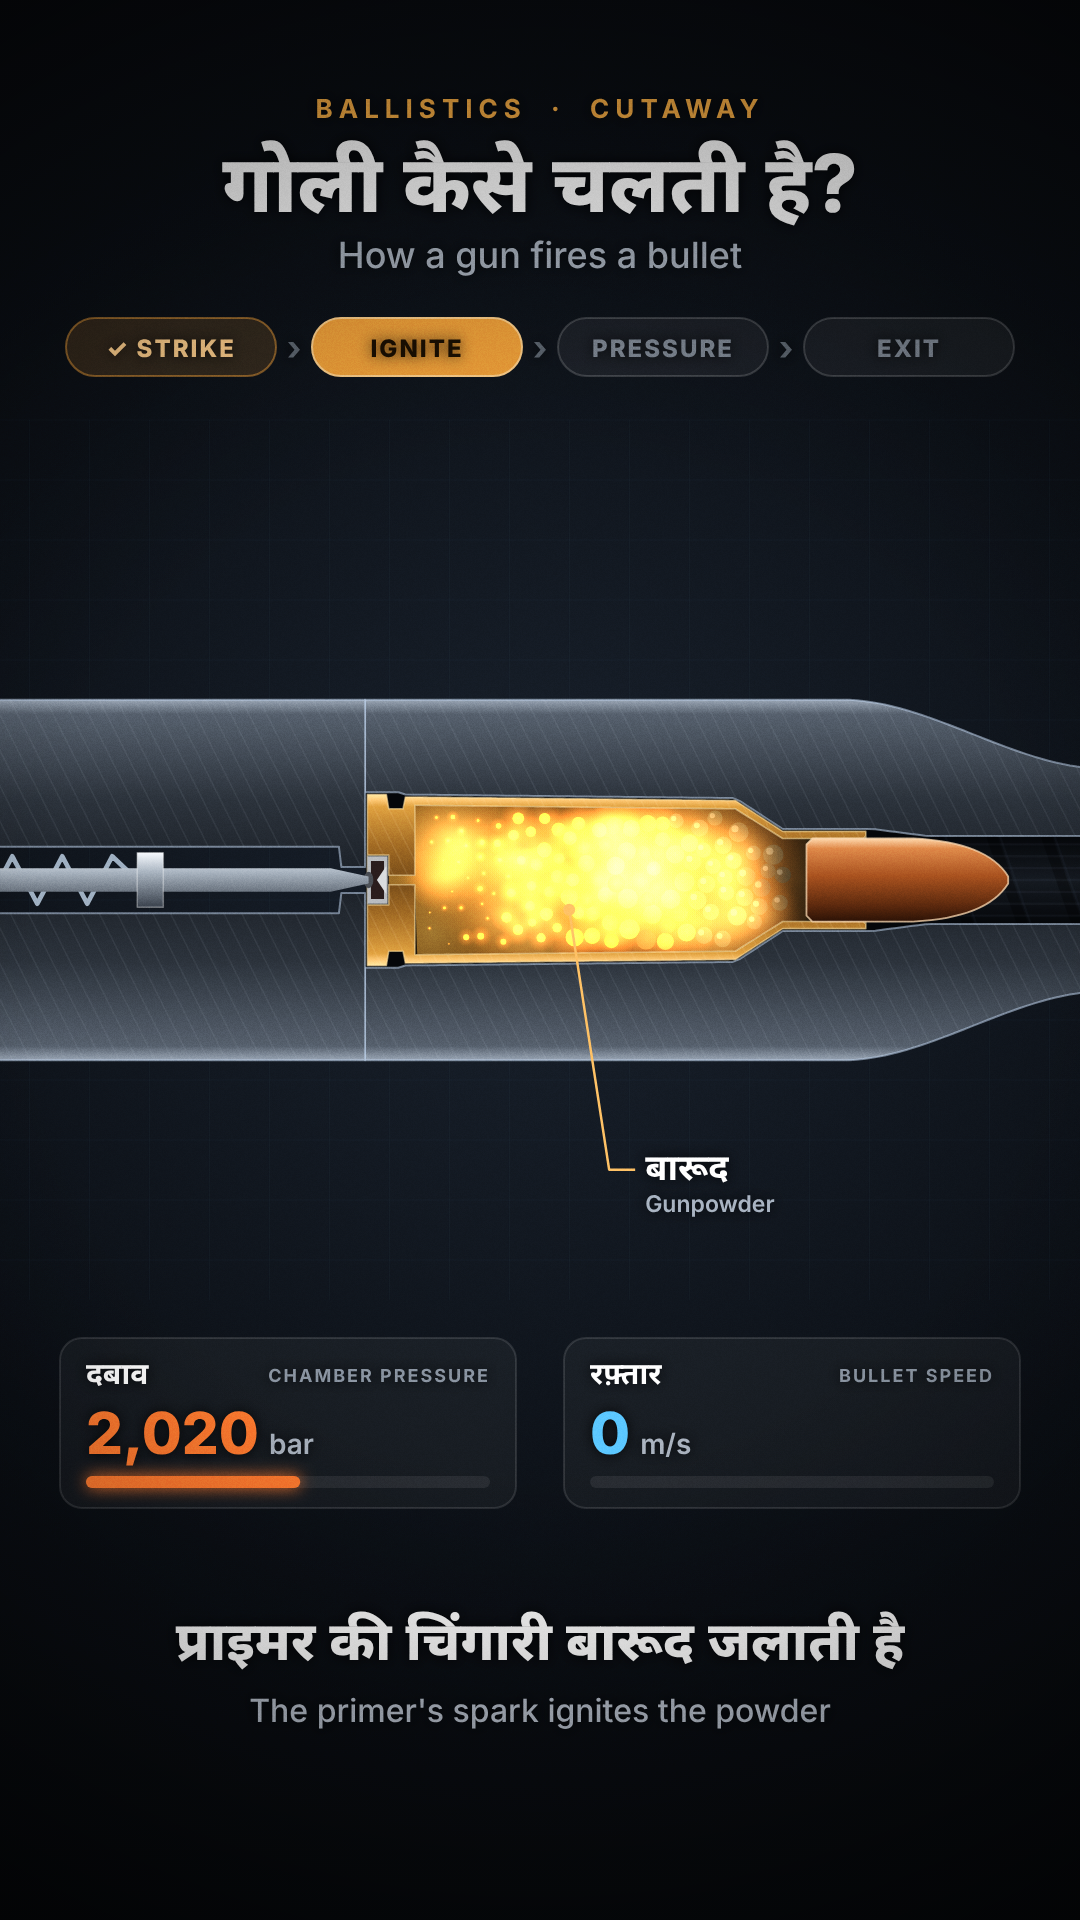 BALLISTICS · CUTAWAY
गोली कैसे चलती है?
How a gun fires a bullet
✓ STRIKE › IGNITE › PRESSURE › EXIT
बारूद
Gunpowder
दबाव CHAMBER PRESSURE
2,020 bar
रफ़्तार BULLET SPEED
0 m/s
प्राइमर की चिंगारी बारूद जलाती है
The primer's spark ignites the powder